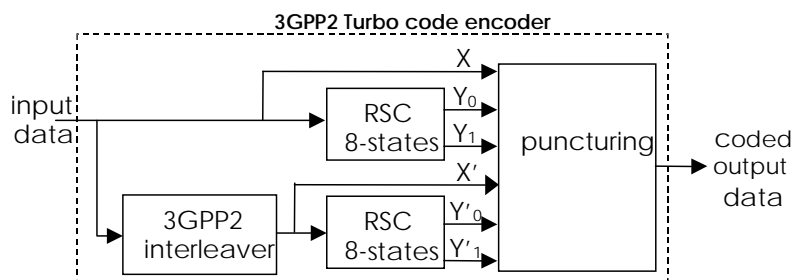 3GPP2 Turbo code encoder
input
data
X
RSC
8-states
Y0
Y1
puncturing
coded
output
data
X'
3GPP2
interleaver
RSC
8-states
Y'0
Y'1